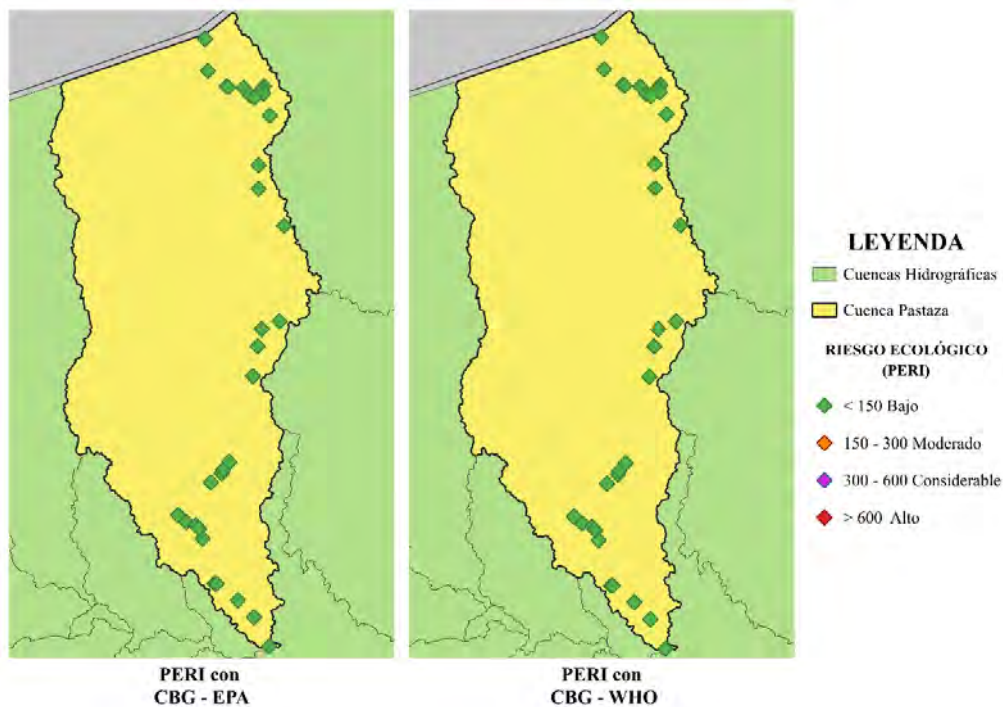 LEYENDA
Cuencas Hidrográficas
Cuenca Pastaza
RIESGO ECOLÓGICO
(PERI)
< 150 Bajo
150 - 300 Moderado
300 - 600 Considerable
> 600 Alto
PERI con
CBG - EPA
PERI con
CBG - WHO